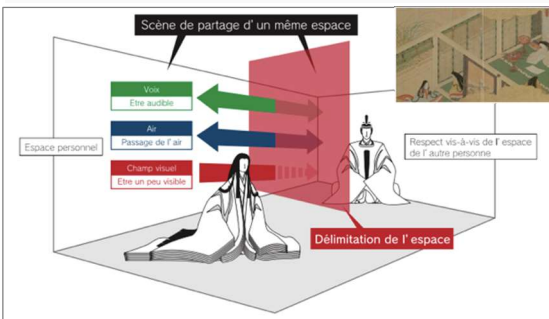 Scène de partage d' un même espace
Voix
Etre audible
Air
Passage de l' air
Espace personnel
Champ visuel
Etre un peu visible
Respect vis-à-vis de l' espace
de l' autre personne
Délimitation de l' espace